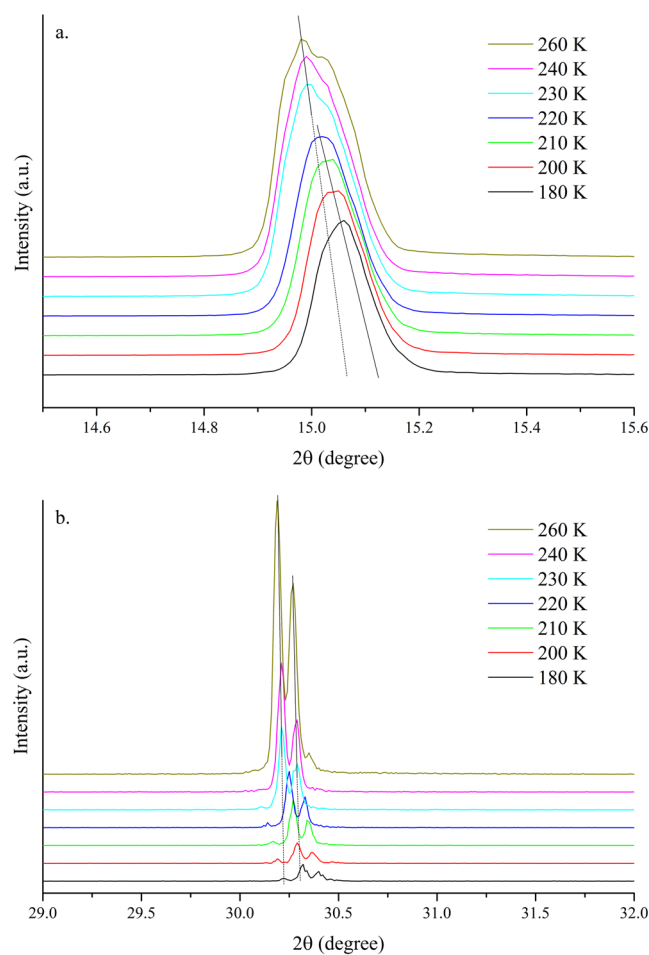 a.
260 K
240 K
230 K
220 K
210 K
200 K
180 K
Intensity (a.u.)
14.6 14.8 15.0 15.2 15.4 15.6
2θ (degree)
b.
260 K
240 K
230 K
220 K
210 K
200 K
180 K
Intensity (a.u.)
29.0 29.5 30.0 30.5 31.0 31.5 32.0
2θ (degree)